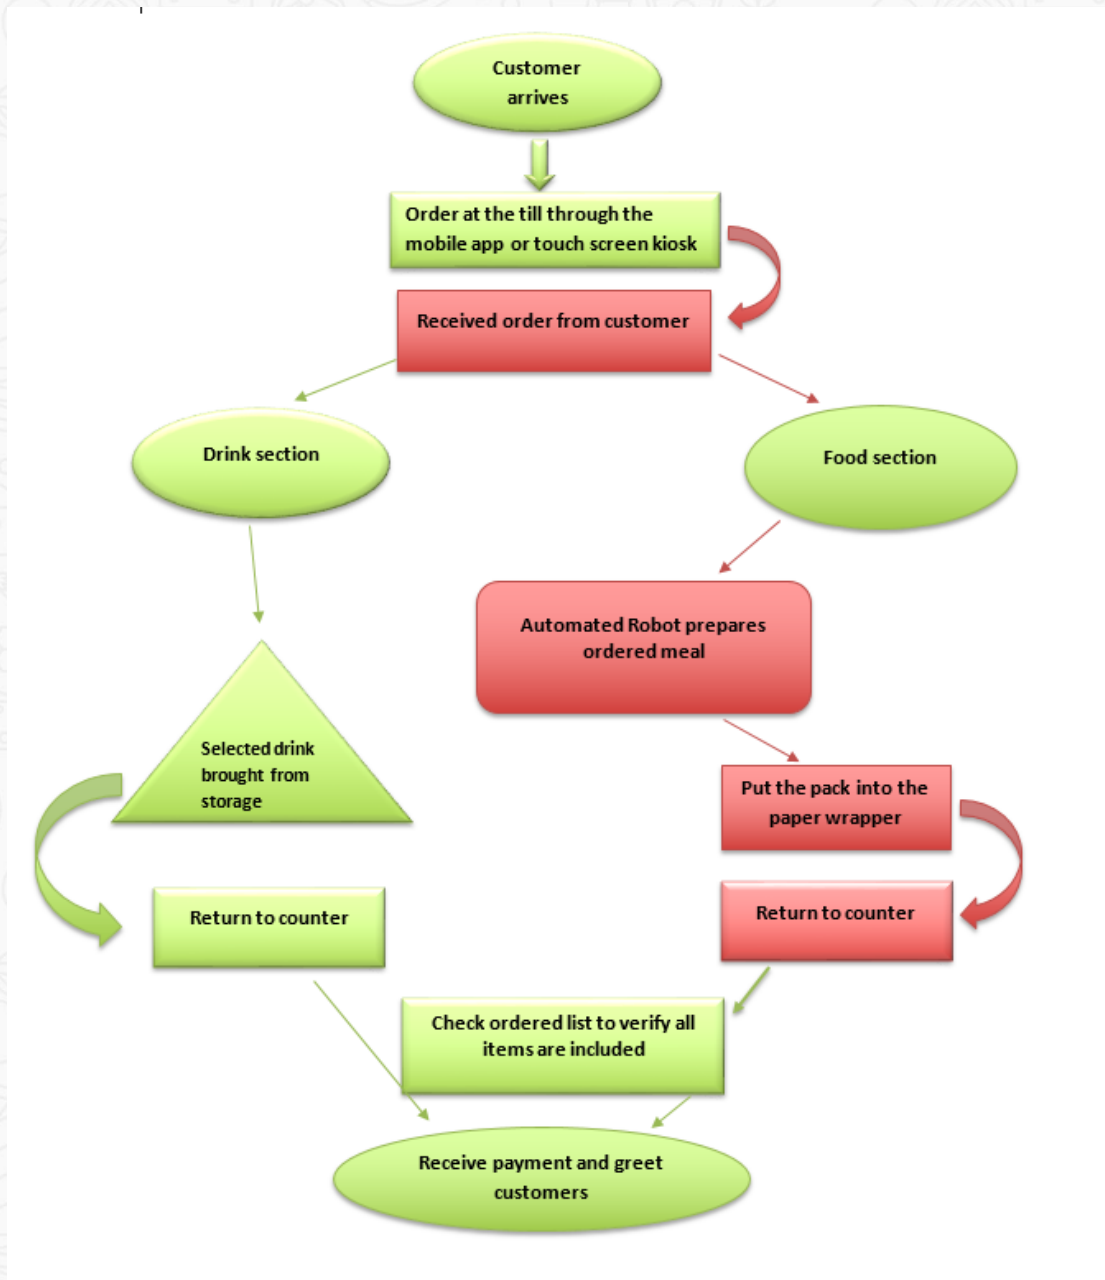 Customer
arrives
Order at the till through the
mobile app or touch screen kiosk
Received order from customer
Drink section
Food section
Automated Robot prepares
ordered meal
Selected drink
brought from
storage
Put the pack into the
paper wrapper
Return to counter
Return to counter
Check ordered list to verify all
items are included
Receive payment and greet
customers